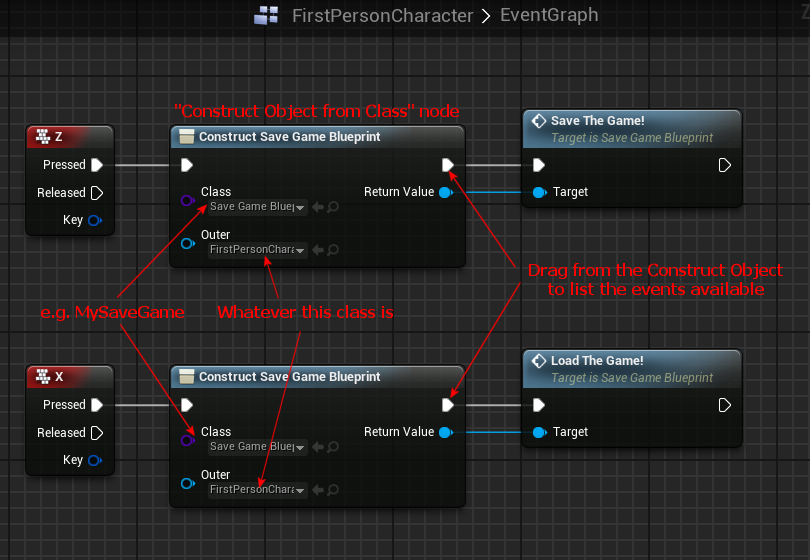 FirstPersonCharacter > EventGraph
"Construct Object from Class" node
Z
Pressed
Released
Key
Construct Save Game Blueprint
Class
Save Game Bluep
Outer
FirstPersonChara
Return Value
Save The Game!
Target is Save Game Blueprint
Target
e.g. MySaveGame
Whatever this class is
Drag from the Construct Object
to list the events available
X
Pressed
Released
Key
Construct Save Game Blueprint
Class
Save Game Bluep
Outer
FirstPersonChara
Return Value
Load The Game!
Target is Save Game Blueprint
Target